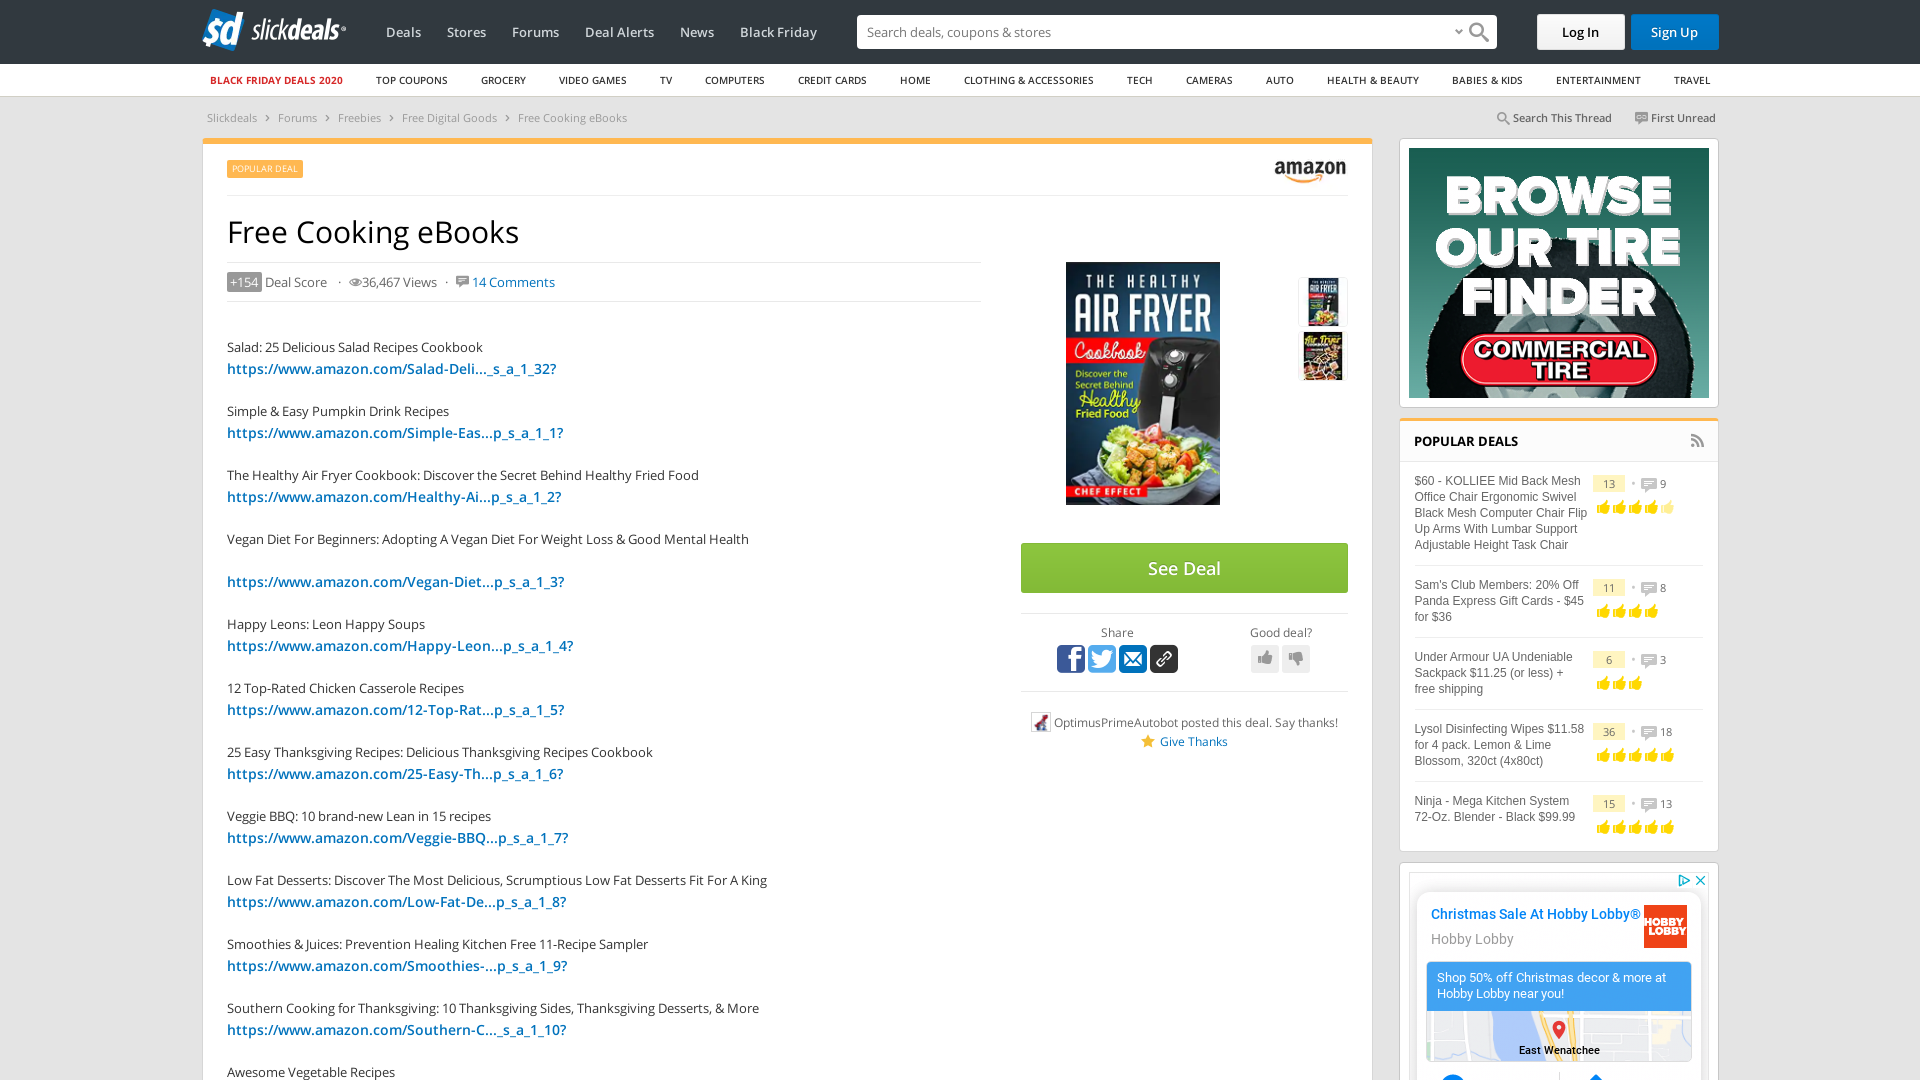 slickdeals
Deals
Stores
Forums
Deal Alerts
News
Black Friday
Search deals, coupons & stores
Log In
Sign Up
BLACK FRIDAY DEALS 2020
TOP COUPONS
GROCERY
VIDEO GAMES
TV
COMPUTERS
CREDIT CARDS
HOME
CLOTHING & ACCESSORIES
TECH
CAMERAS
AUTO
HEALTH & BEAUTY
BABIES & KIDS
ENTERTAINMENT
TRAVEL
Slickdeals › Forums › Freebies › Free Digital Goods › Free Cooking eBooks
Search This Thread
First Unread
POPULAR DEAL
amazon
Free Cooking eBooks
+154 Deal Score · 36,467 Views · 14 Comments
Salad: 25 Delicious Salad Recipes Cookbook
https://www.amazon.com/Salad-Deli..._s_a_1_32?
Simple & Easy Pumpkin Drink Recipes
https://www.amazon.com/Simple-Eas...p_s_a_1_1?
The Healthy Air Fryer Cookbook: Discover the Secret Behind Healthy Fried Food
https://www.amazon.com/Healthy-Ai...p_s_a_1_2?
Vegan Diet For Beginners: Adopting A Vegan Diet For Weight Loss & Good Mental Health
https://www.amazon.com/Vegan-Diet...p_s_a_1_3?
Happy Leons: Leon Happy Soups
https://www.amazon.com/Happy-Leon...p_s_a_1_4?
12 Top-Rated Chicken Casserole Recipes
https://www.amazon.com/12-Top-Rat...p_s_a_1_5?
25 Easy Thanksgiving Recipes: Delicious Thanksgiving Recipes Cookbook
https://www.amazon.com/25-Easy-Th...p_s_a_1_6?
Veggie BBQ: 10 brand-new Lean in 15 recipes
https://www.amazon.com/Veggie-BBQ...p_s_a_1_7?
Low Fat Desserts: Discover The Most Delicious, Scrumptious Low Fat Desserts Fit For A King
https://www.amazon.com/Low-Fat-De...p_s_a_1_8?
Smoothies & Juices: Prevention Healing Kitchen Free 11-Recipe Sampler
https://www.amazon.com/Smoothies-...p_s_a_1_9?
Southern Cooking for Thanksgiving: 10 Thanksgiving Sides, Thanksgiving Desserts, & More
https://www.amazon.com/Southern-C..._s_a_1_10?
Awesome Vegetable Recipes
THE HEALTHY
AIR FRYER
Cookbook
Discover the
Secret Behind
Healthy
Fried Food
CHEF EFFECT
See Deal
Share
Good deal?
OptimusPrimeAutobot posted this deal. Say thanks!
Give Thanks
BROWSE
OUR TIRE
FINDER
COMMERCIAL
TIRE
POPULAR DEALS
$60 - KOLLIEE Mid Back Mesh
Office Chair Ergonomic Swivel
Black Mesh Computer Chair Flip
Up Arms With Lumbar Support
Adjustable Height Task Chair
13 • 9
Sam's Club Members: 20% Off
Panda Express Gift Cards - $45
for $36
11 • 8
Under Armour UA Undeniable
Sackpack $11.25 (or less) +
free shipping
6 • 3
Lysol Disinfecting Wipes $11.58
for 4 pack. Lemon & Lime
Blossom, 320ct (4x80ct)
36 • 18
Ninja - Mega Kitchen System
72-Oz. Blender - Black $99.99
15 • 13
Christmas Sale At Hobby Lobby®
Hobby Lobby
HOBBY
LOBBY
Shop 50% off Christmas decor & more at
Hobby Lobby near you!
East Wenatchee